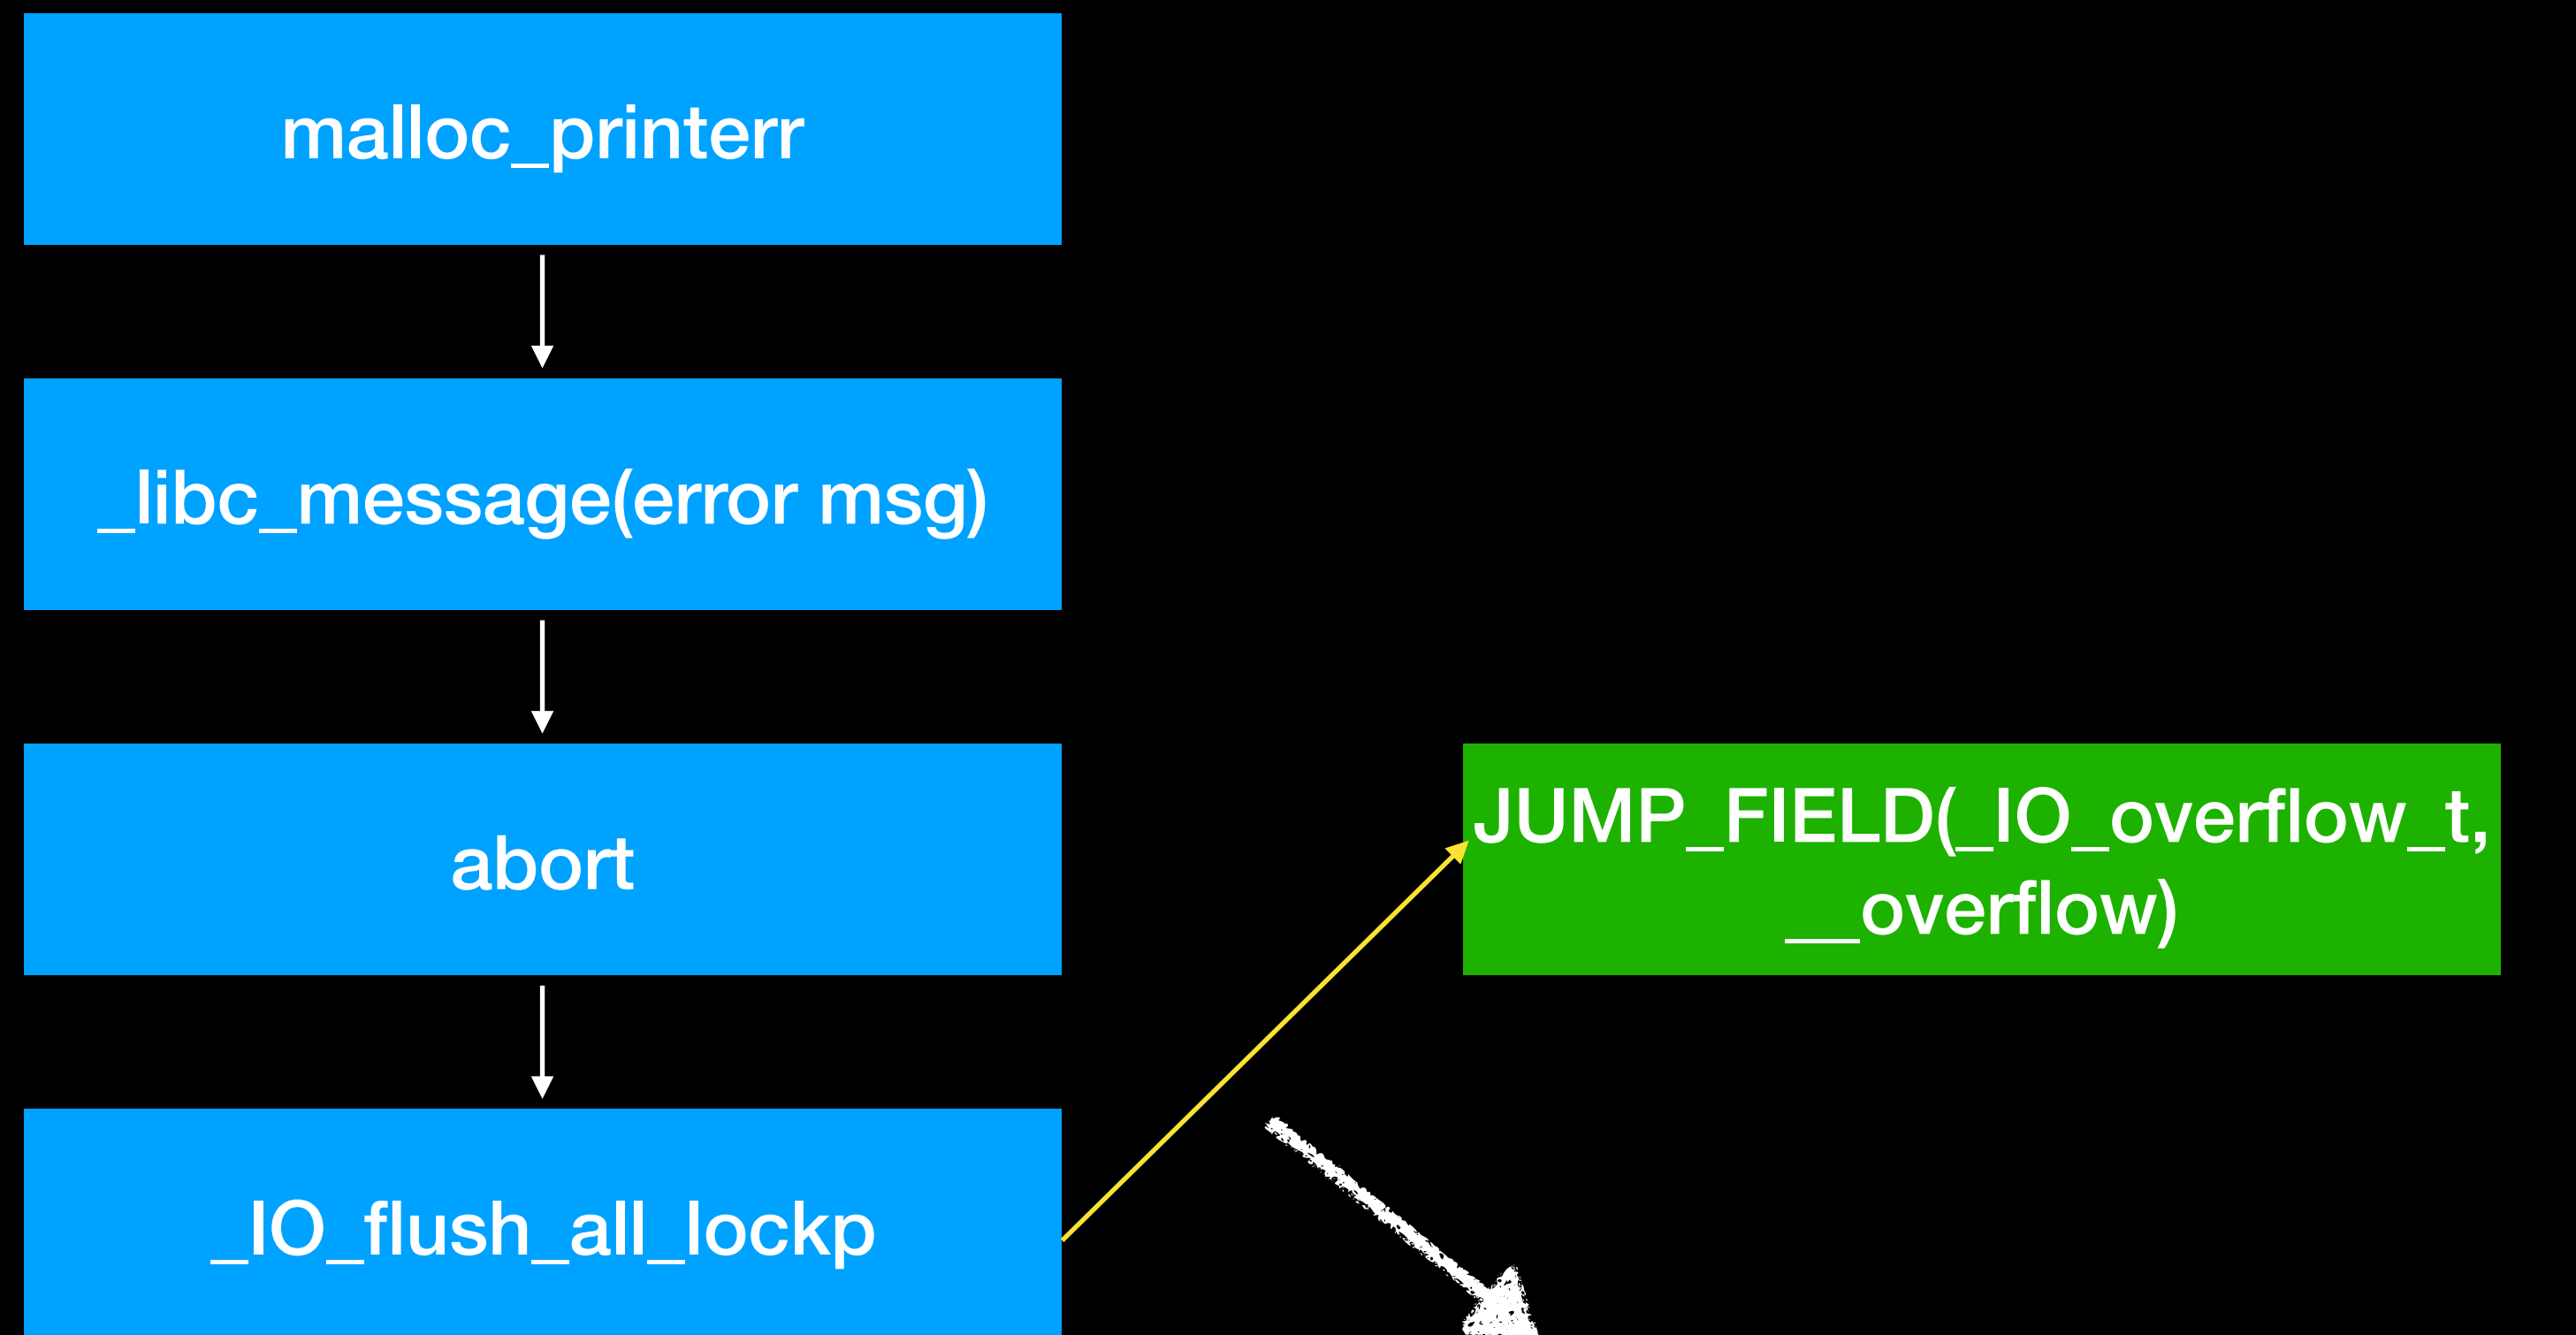 malloc_printerr
_libc_message(error msg)
abort
JUMP_FIELD(_IO_overflow_t,
__overflow)
_IO_flush_all_lockp